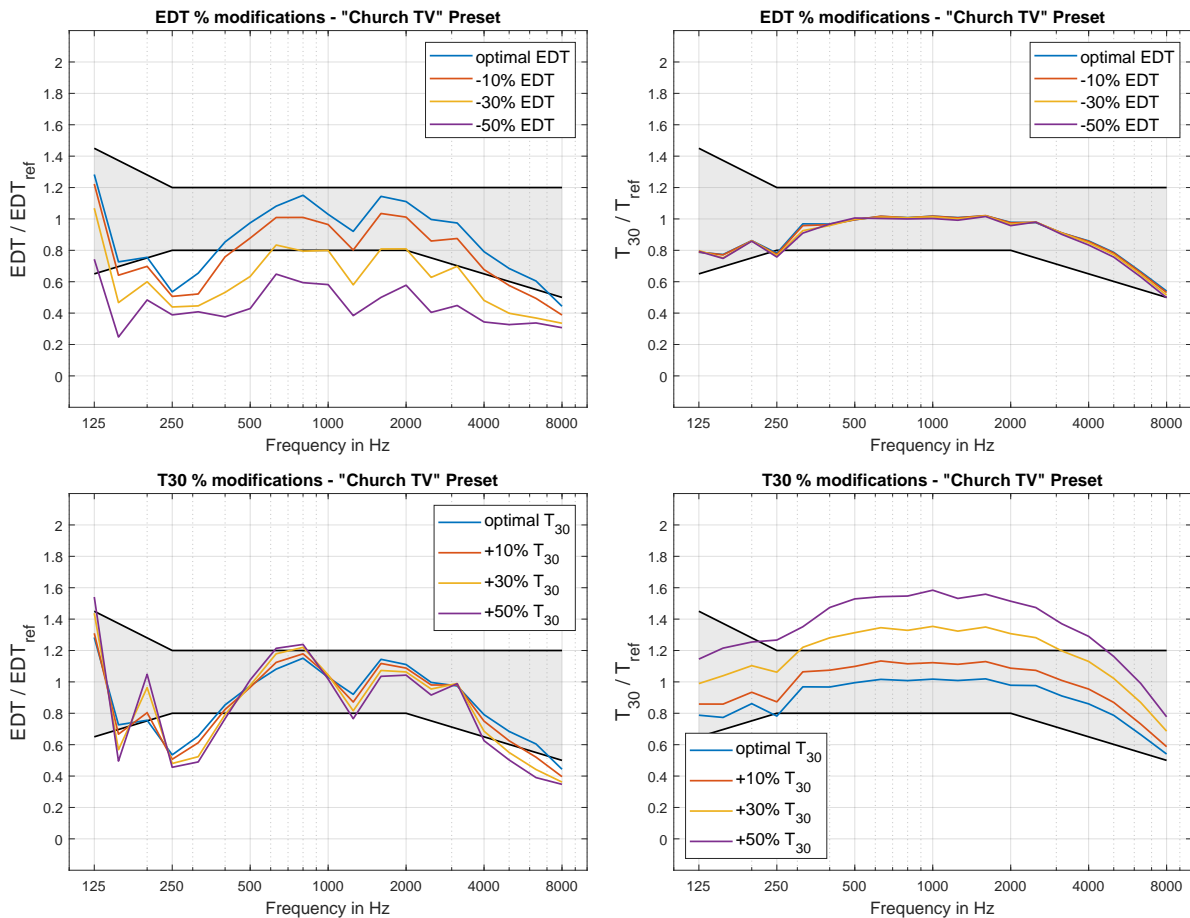 EDT % modifications - "Church TV" Preset
EDT / EDT_ref
2
1.8
1.6
1.4
1.2
1
0.8
0.6
0.4
0.2
0
optimal EDT
-10% EDT
-30% EDT
-50% EDT
125 250 500 1000 2000 4000 8000
Frequency in Hz
EDT % modifications - "Church TV" Preset
T_30 / T_ref
2
1.8
1.6
1.4
1.2
1
0.8
0.6
0.4
0.2
0
optimal EDT
-10% EDT
-30% EDT
-50% EDT
125 250 500 1000 2000 4000 8000
Frequency in Hz
T30 % modifications - "Church TV" Preset
EDT / EDT_ref
2
1.8
1.6
1.4
1.2
1
0.8
0.6
0.4
0.2
0
optimal T_30
+10% T_30
+30% T_30
+50% T_30
125 250 500 1000 2000 4000 8000
Frequency in Hz
T30 % modifications - "Church TV" Preset
T_30 / T_ref
2
1.8
1.6
1.4
1.2
1
0.8
0.6
0.4
0.2
0
optimal T_30
+10% T_30
+30% T_30
+50% T_30
125 250 500 1000 2000 4000 8000
Frequency in Hz